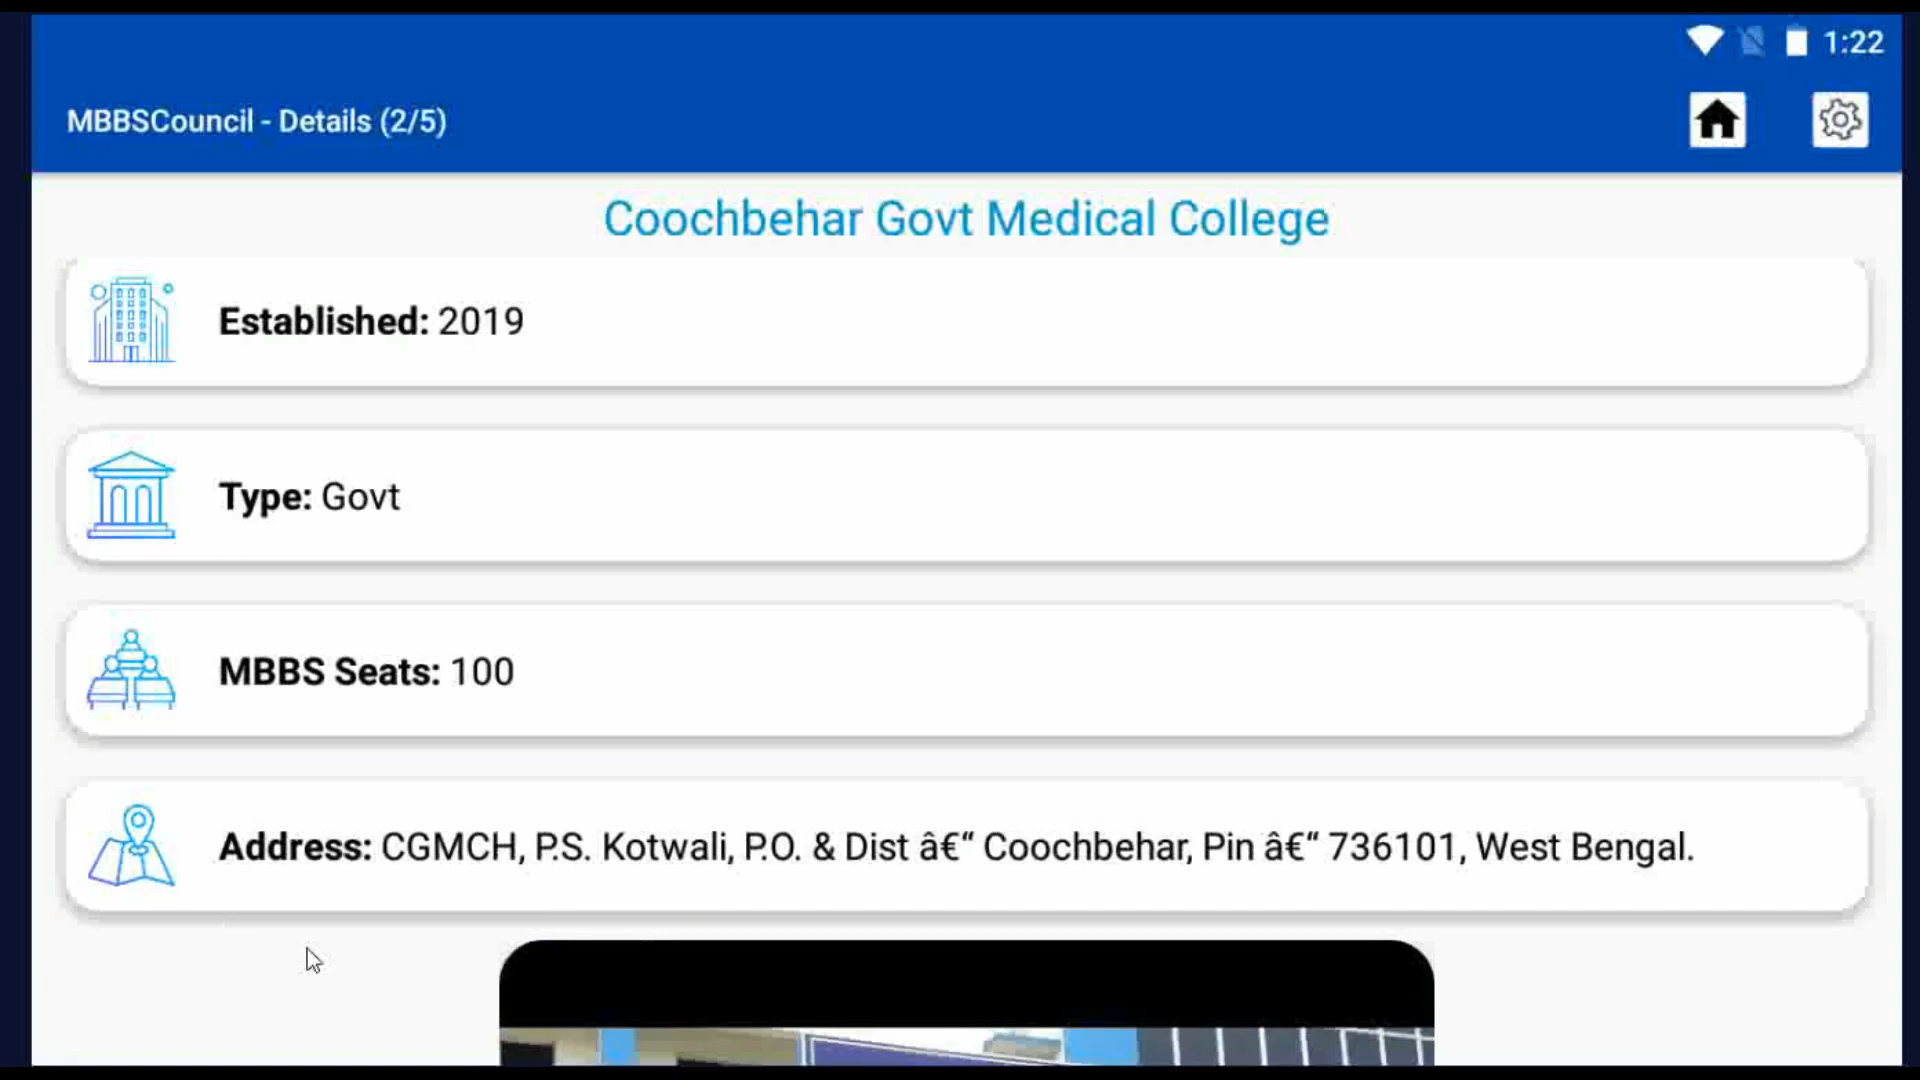 1:22
MBBSCouncil - Details (2/5)
Coochbehar Govt Medical College
Established: 2019
Type: Govt
MBBS Seats: 100
Address: CGMCH, P.S. Kotwali, P.O. & Dist â€“ Coochbehar, Pin â€“ 736101, West Bengal.